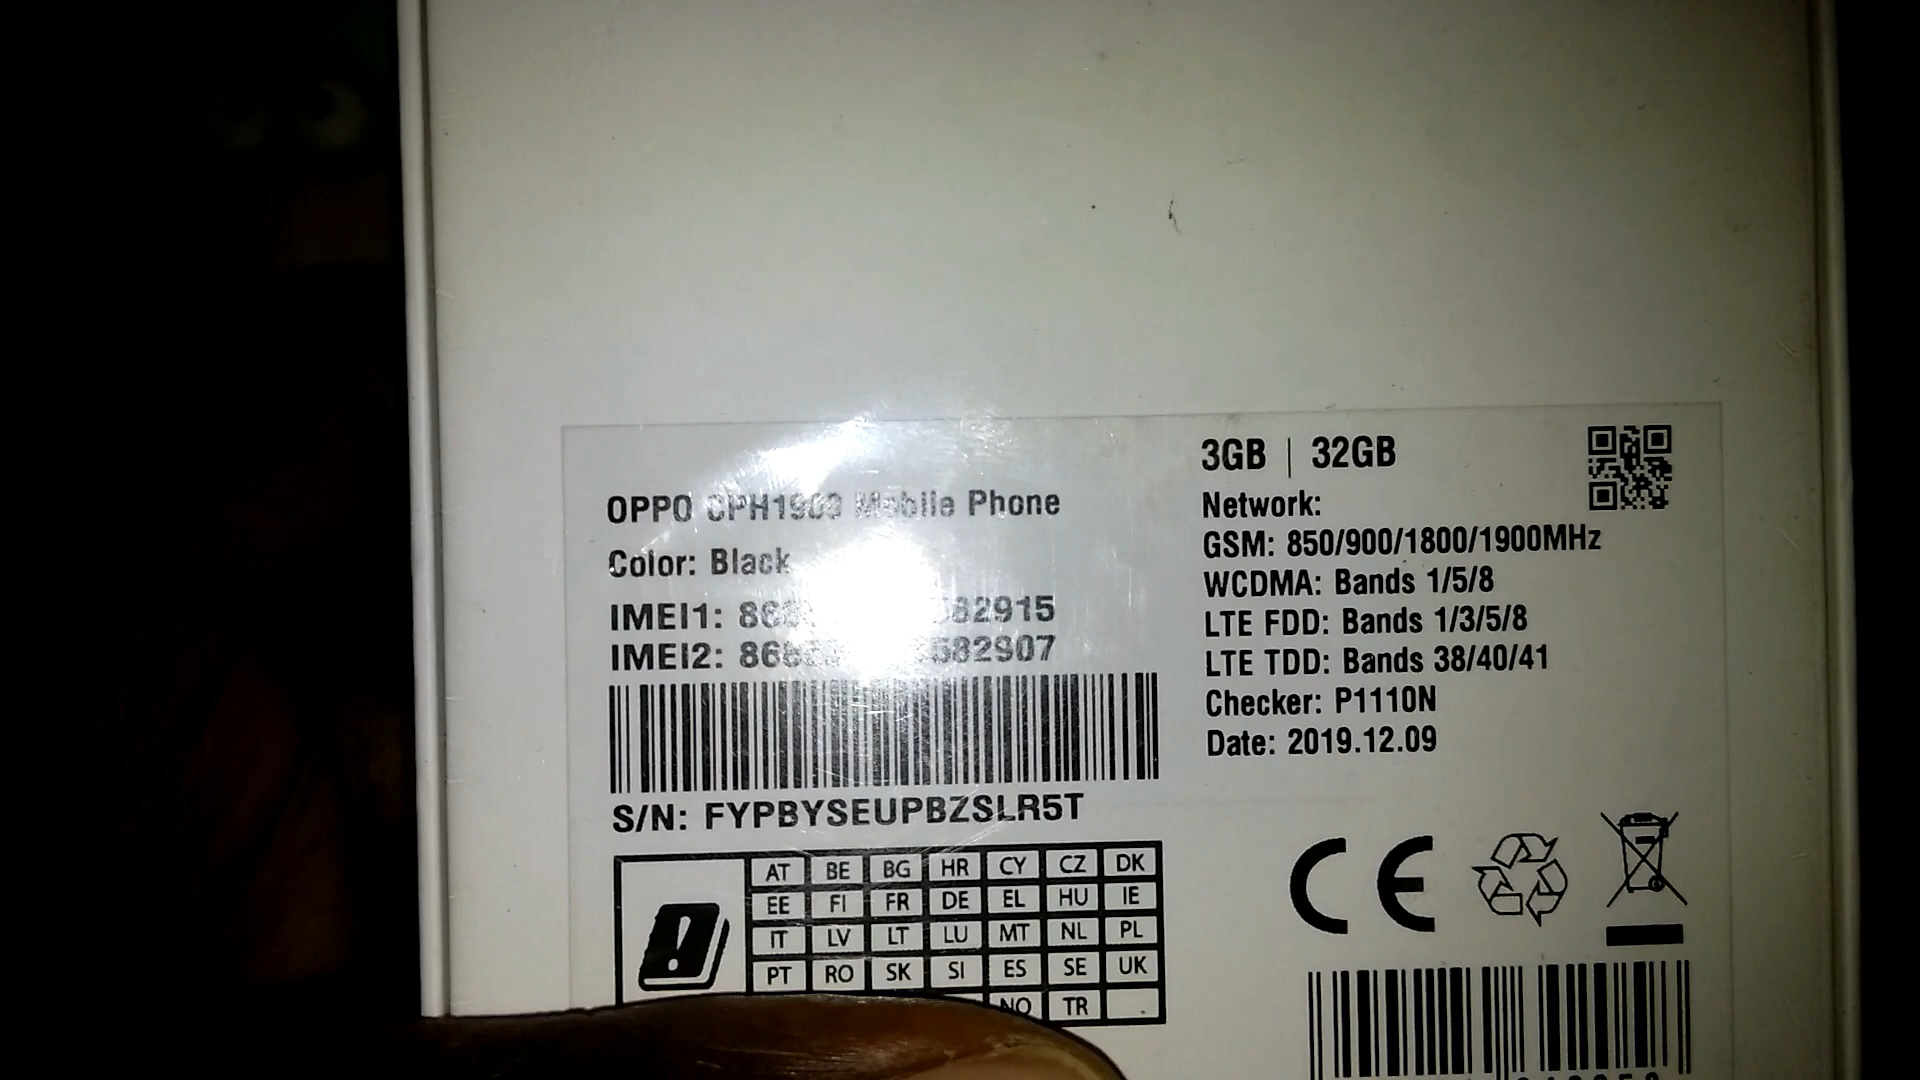 OPPO CPH1909 Mobile Phone
Color: Black
IMEI1:
IMEI2:
S/N: FYPBYSEUPBZSLR5T
3GB | 32GB
Network:
GSM: 850/900/1800/1900MHz
WCDMA: Bands 1/5/8
LTE FDD: Bands 1/3/5/8
LTE TDD: Bands 38/40/41
Checker: P1110N
Date: 2019.12.09
AT BE BG HR CY CZ DK
EE FI FR DE EL HU IE
IT LV LT LU MT NL PL
PT RO SK SI ES SE UK
NO TR
CE